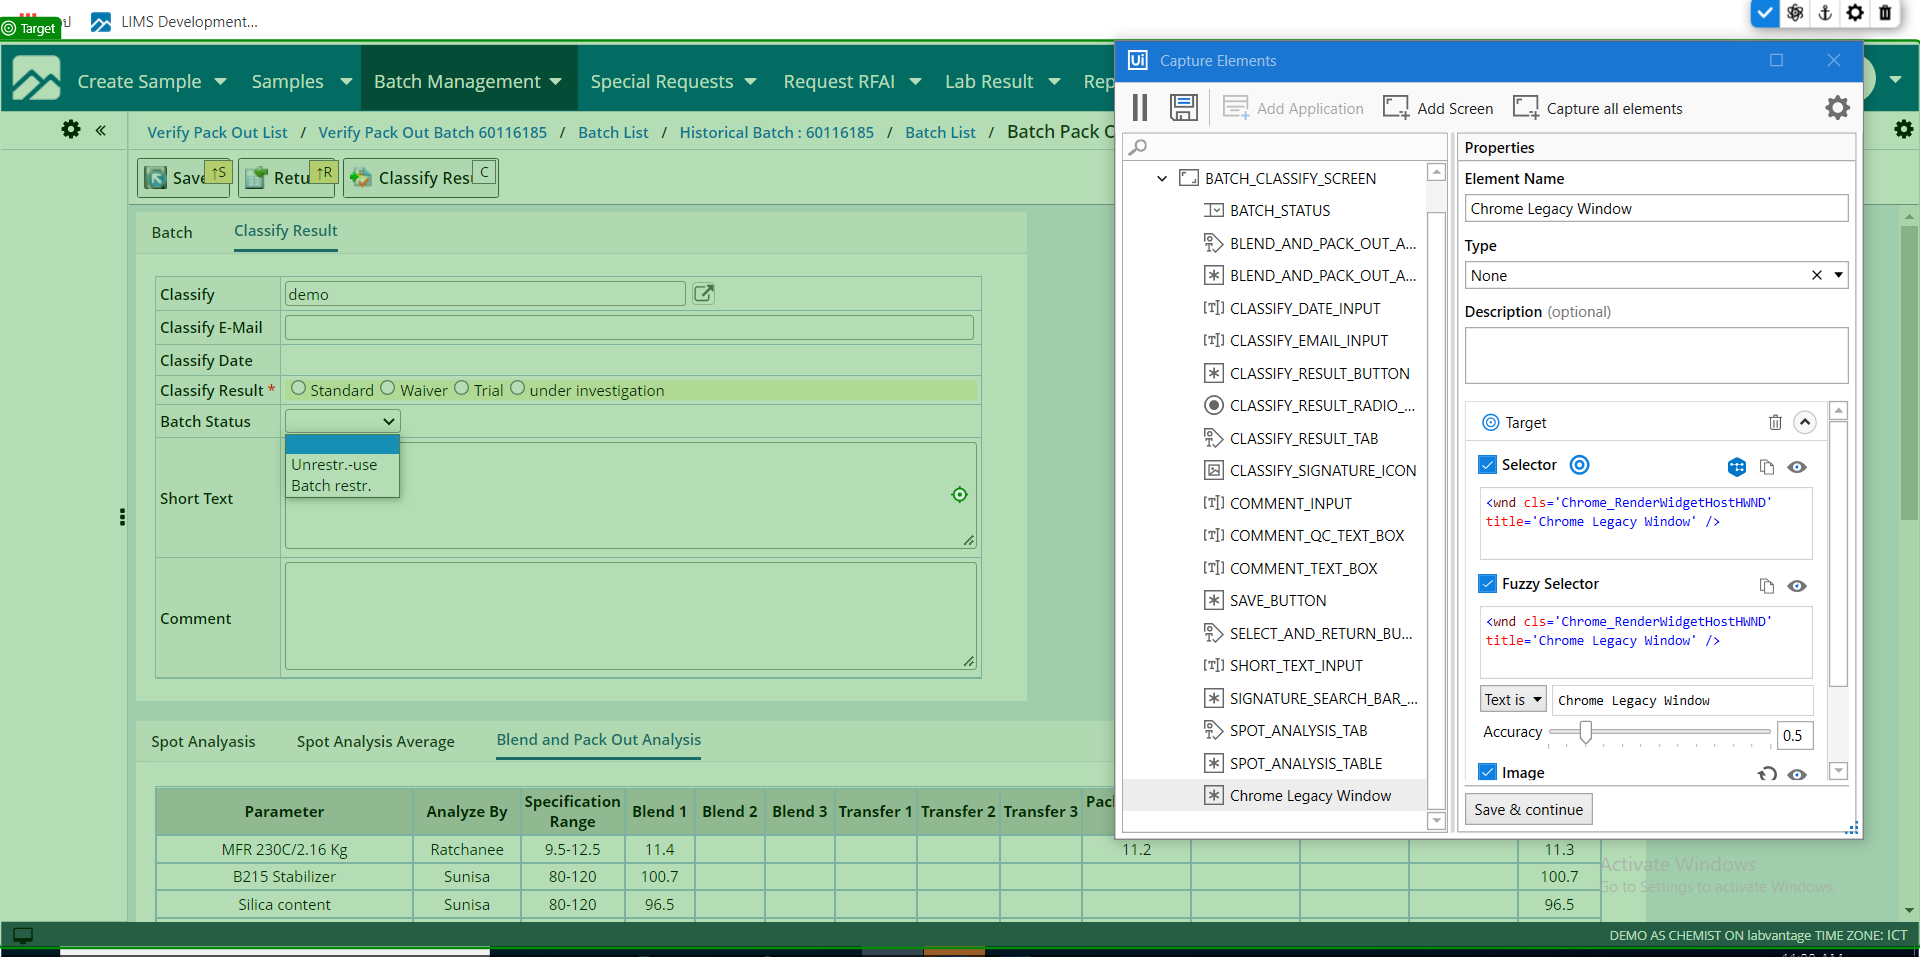 LIMS Development...
Target
Create Sample
Samples
Batch Management
Special Requests
Request RFAI
Lab Result
Verify Pack Out List / Verify Pack Out Batch 60116185 / Batch List / Historical Batch : 60116185 / Batch List / Batch Pack O
Save
↑S
Retu
↑R
Classify Res
C
Batch
Classify Result
Classify
demo
Classify E-Mail
Classify Date
Classify Result *
Standard
Waiver
Trial
under investigation
Batch Status
Unrestr.-use
Batch restr.
Short Text
Comment
Spot Analyasis
Spot Analysis Average
Blend and Pack Out Analysis
Parameter
Analyze By
Specification
Range
Blend 1
Blend 2
Blend 3
Transfer 1
Transfer 2
Transfer 3
Pac
MFR 230C/2.16 Kg
Ratchanee
9.5-12.5
11.4
11.2
11.3
B215 Stabilizer
Sunisa
80-120
100.7
100.7
Silica content
Sunisa
80-120
96.5
96.5
Activate Windows
Go to Settings to activate Windows.
DEMO AS CHEMIST ON labvantage TIME ZONE: ICT
Ui
Capture Elements
Add Application
Add Screen
Capture all elements
BATCH_CLASSIFY_SCREEN
BATCH_STATUS
BLEND_AND_PACK_OUT_A...
BLEND_AND_PACK_OUT_A...
CLASSIFY_DATE_INPUT
CLASSIFY_EMAIL_INPUT
CLASSIFY_RESULT_BUTTON
CLASSIFY_RESULT_RADIO_...
CLASSIFY_RESULT_TAB
CLASSIFY_SIGNATURE_ICON
COMMENT_INPUT
COMMENT_QC_TEXT_BOX
COMMENT_TEXT_BOX
SAVE_BUTTON
SELECT_AND_RETURN_BU...
SHORT_TEXT_INPUT
SIGNATURE_SEARCH_BAR_...
SPOT_ANALYSIS_TAB
SPOT_ANALYSIS_TABLE
Chrome Legacy Window
Properties
Element Name
Chrome Legacy Window
Type
None
Description (optional)
Target
Selector
<wnd cls='Chrome_RenderWidgetHostHWND'
title='Chrome Legacy Window' />
Fuzzy Selector
<wnd cls='Chrome_RenderWidgetHostHWND'
title='Chrome Legacy Window' />
Text is
Chrome Legacy Window
Accuracy
0.5
Image
Save & continue